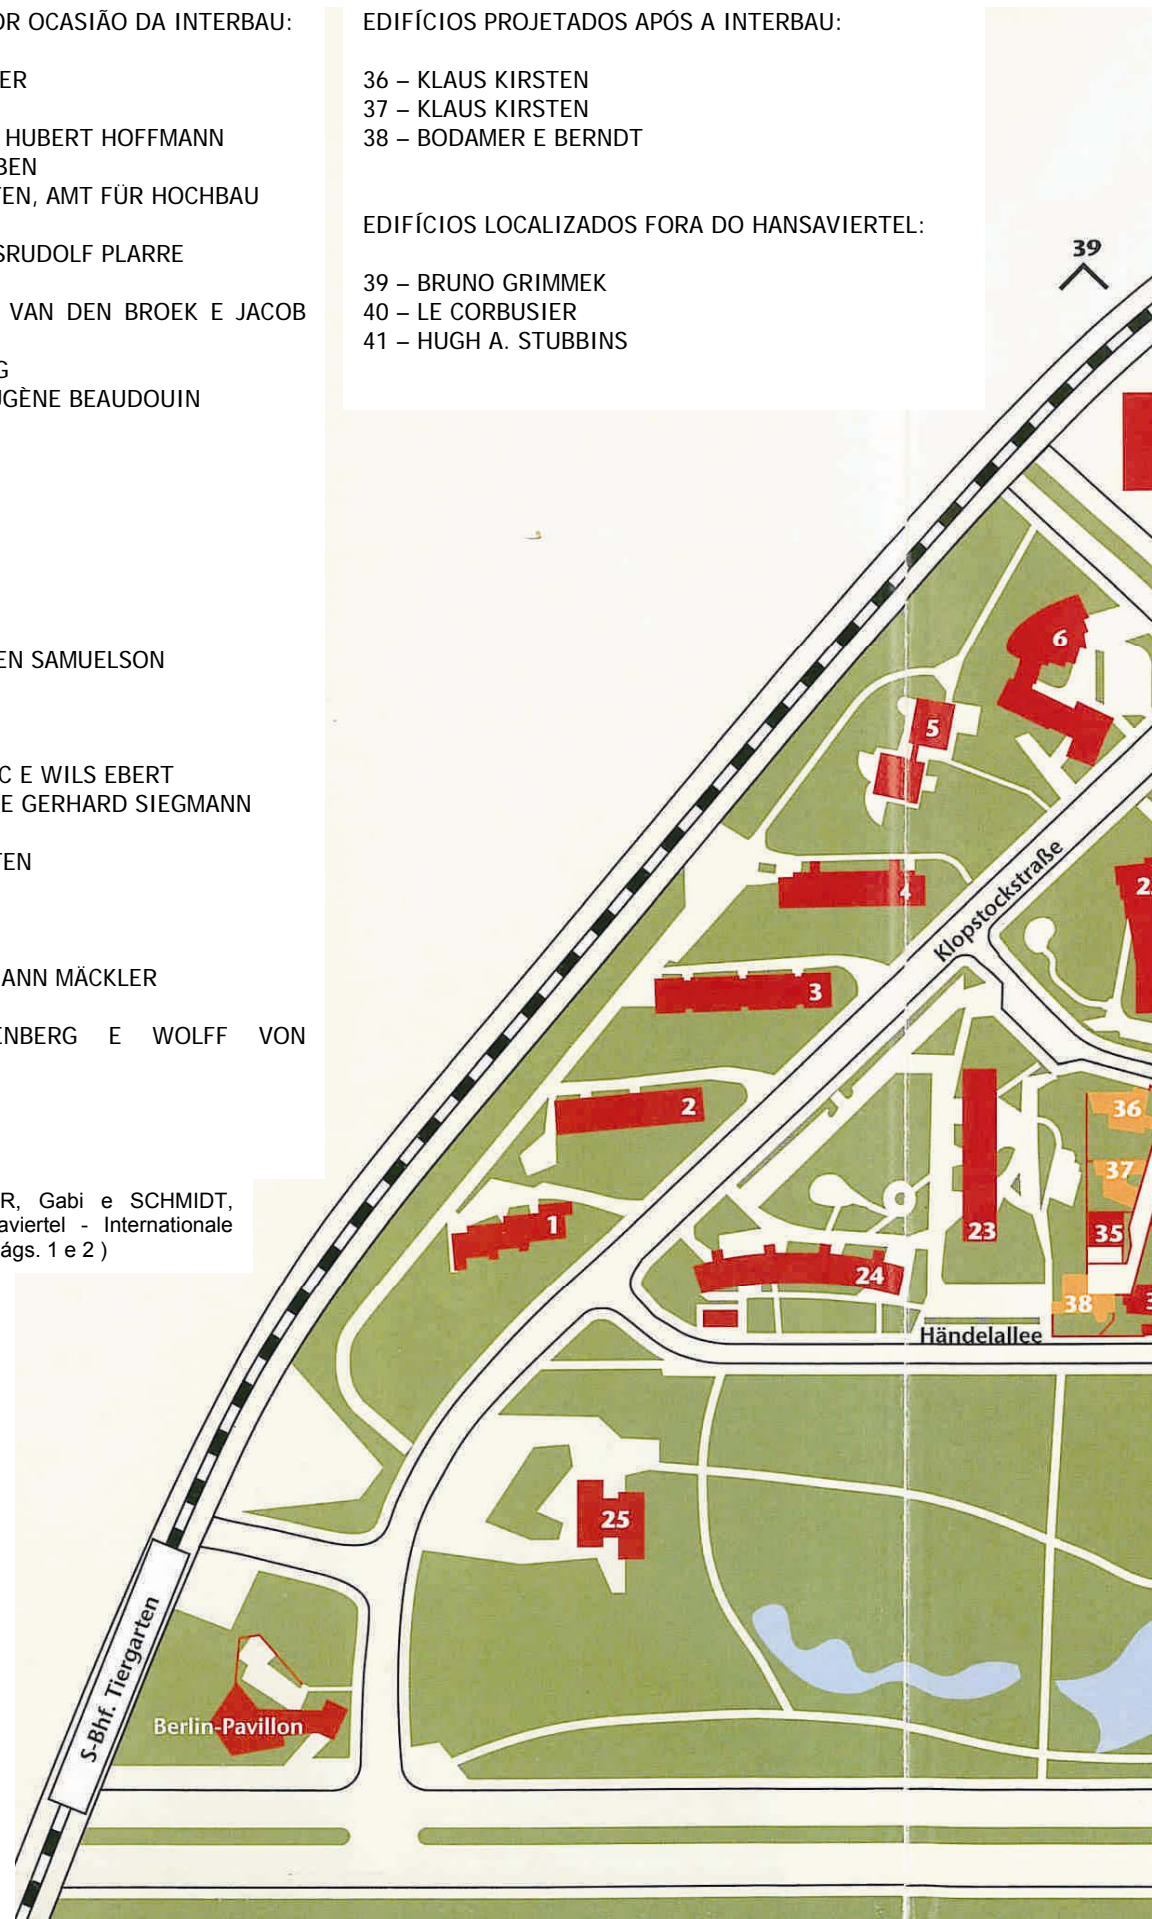 OR OCASIÃO DA INTERBAU:
ER
HUBERT HOFFMANN
BEN
TEN, AMT FÜR HOCHBAU
SRUDOLF PLARRE
VAN DEN BROEK E JACOB
G
UGÈNE BEAUDOUIN
EN SAMUELSON
C E WILS EBERT
E GERHARD SIEGMANN
TEN
ANN MÄCKLER
ENBERG E WOLFF VON
R, Gabi e SCHMIDT,
aviertel - Internationale
ágs. 1 e 2 )
EDIFÍCIOS PROJETADOS APÓS A INTERBAU:
36 – KLAUS KIRSTEN
37 – KLAUS KIRSTEN
38 – BODAMER E BERNDT
EDIFÍCIOS LOCALIZADOS FORA DO HANSAVIERTEL:
39 – BRUNO GRIMMEK
40 – LE CORBUSIER
41 – HUGH A. STUBBINS
39
6
5
4
Klopstockstraße
2
3
2
36
37
1
23
35
24
38
3
Händelallee
25
S-Bhf. Tiergarten
Berlin-Pavillon